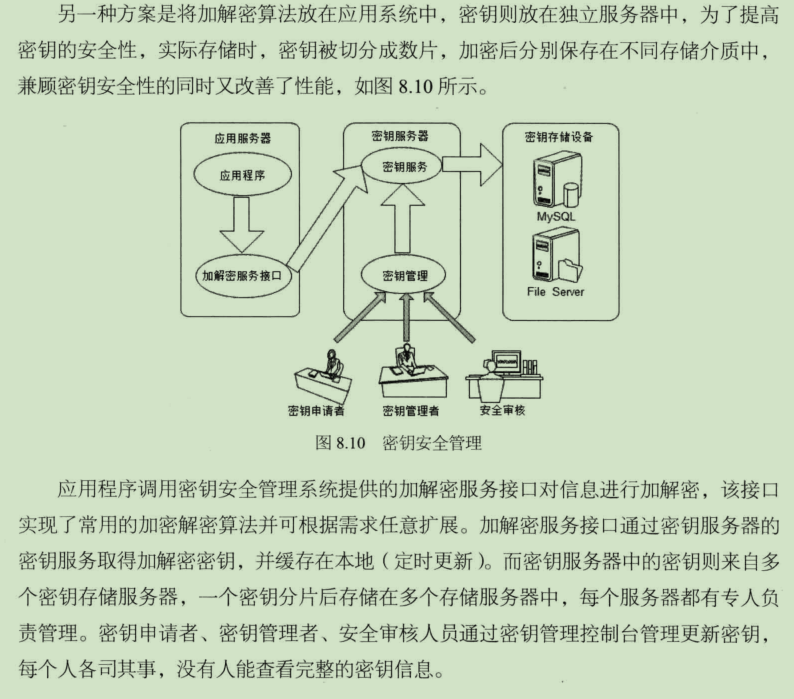 另一种方案是将加解密算法放在应用系统中，密钥则放在独立服务器中，为了提高
密钥的安全性，实际存储时，密钥被切分成数片，加密后分别保存在不同存储介质中，
兼顾密钥安全性的同时又改善了性能，如图 8.10 所示。
应用服务器
密钥服务器
密钥存储设备
应用程序
密钥服务
MySQL
加解密服务接口
密钥管理
File Server
密钥申请者
密钥管理者
安全审核
图 8.10 密钥安全管理
应用程序调用密钥安全管理系统提供的加解密服务接口对信息进行加解密，该接口
实现了常用的加密解密算法并可根据需求任意扩展。加解密服务接口通过密钥服务器的
密钥服务取得加解密密钥，并缓存在本地（定时更新）。而密钥服务器中的密钥则来自多
个密钥存储服务器，一个密钥分片后存储在多个存储服务器中，每个服务器都有专人负
责管理。密钥申请者、密钥管理者、安全审核人员通过密钥管理控制台管理更新密钥，
每个人各司其事，没有人能查看完整的密钥信息。